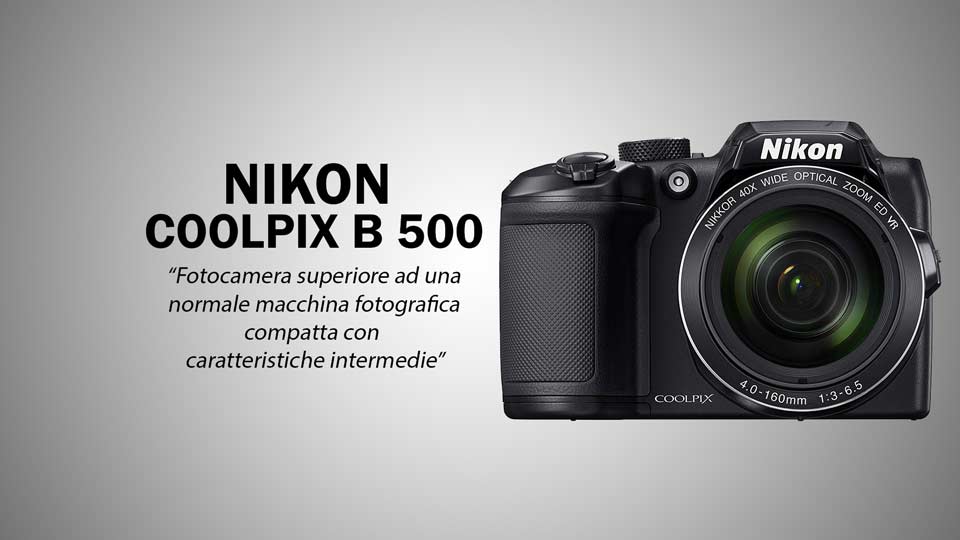 NIKON
COOLPIX B 500
“Fotocamera superiore ad una
normale macchina fotografica
compatta con
caratteristiche intermedie”
Nikon
NIKKOR 40X WIDE OPTICAL ZOOM ED VR
COOLPIX
4.0-160mm 1:3-6.5